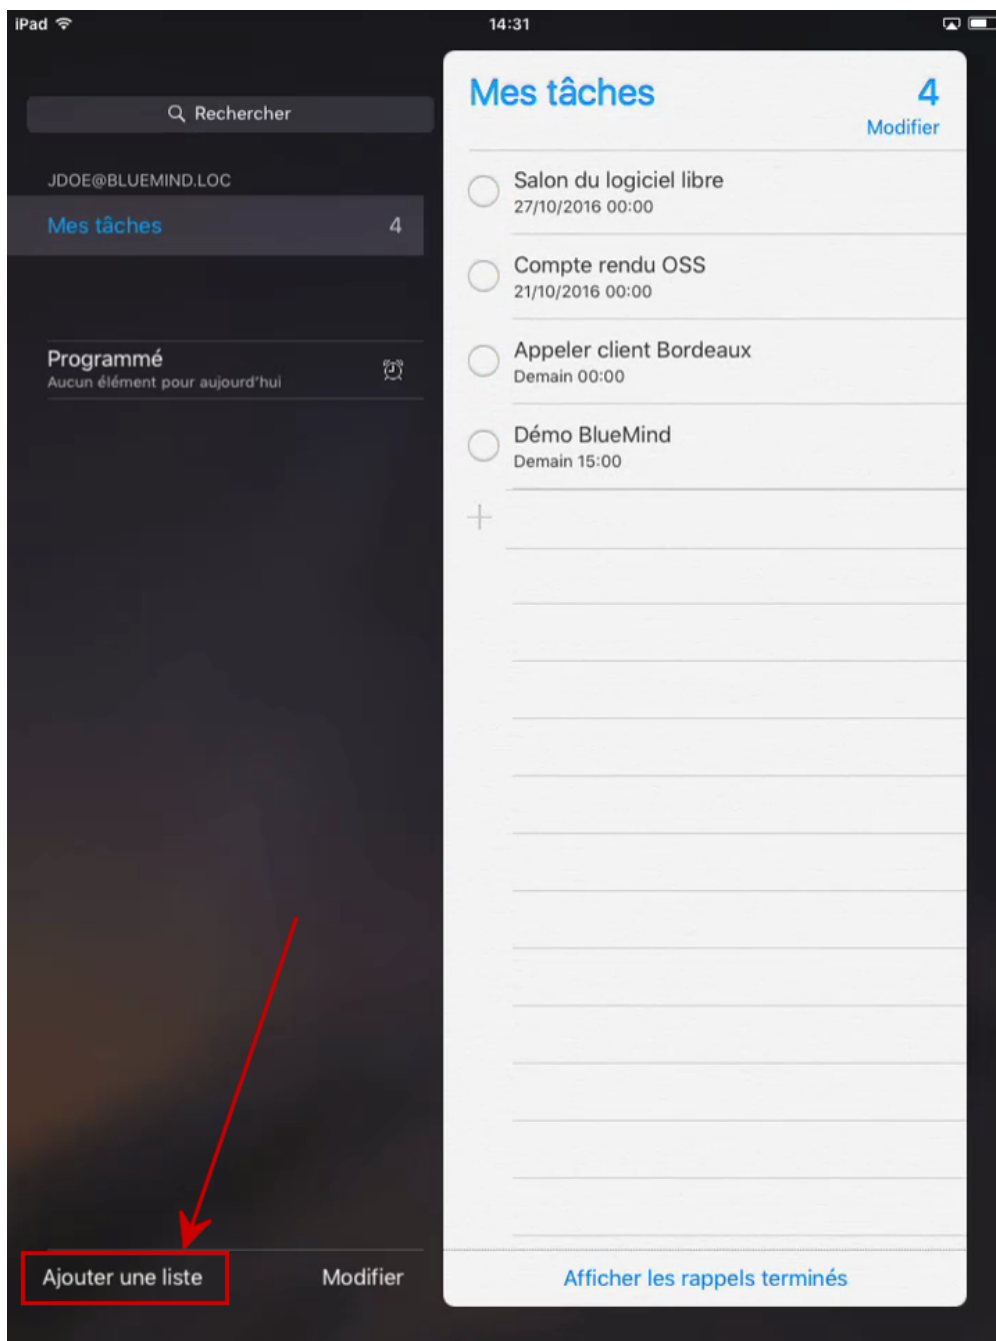 iPad 14:31
Rechercher
JDOE@BLUEMIND.LOC
Mes tâches 4
Programmé
Aucun élément pour aujourd'hui
Ajouter une liste Modifier
Mes tâches 4
Modifier
Salon du logiciel libre
27/10/2016 00:00
Compte rendu OSS
21/10/2016 00:00
Appeler client Bordeaux
Demain 00:00
Démo BlueMind
Demain 15:00
Afficher les rappels terminés